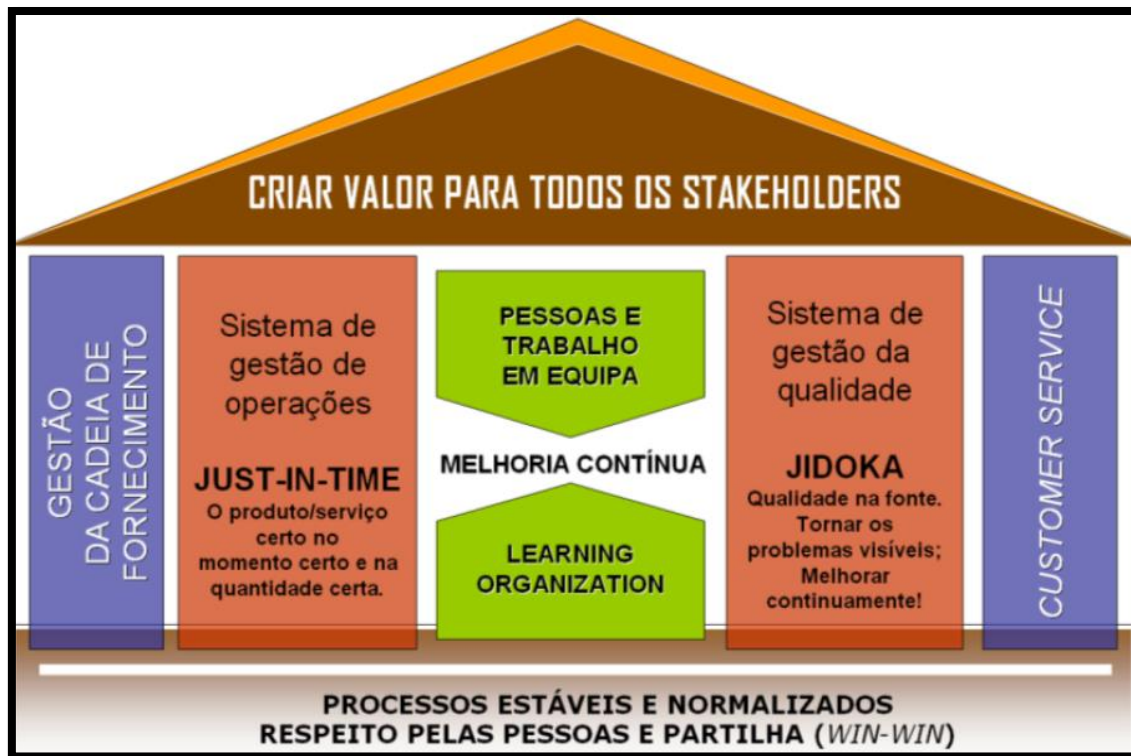 CRIAR VALOR PARA TODOS OS STAKEHOLDERS
GESTÃO
DA CADEIA DE
FORNECIMENTO
Sistema de
gestão de
operações
JUST-IN-TIME
O produto/serviço
certo no
momento certo e na
quantidade certa.
PESSOAS E
TRABALHO
EM EQUIPA
MELHORIA CONTÍNUA
LEARNING
ORGANIZATION
Sistema de
gestão da
qualidade
JIDOKA
Qualidade na fonte.
Tornar os
problemas visíveis;
Melhorar
continuamente!
CUSTOMER SERVICE
PROCESSOS ESTÁVEIS E NORMALIZADOS
RESPEITO PELAS PESSOAS E PARTILHA (WIN-WIN)